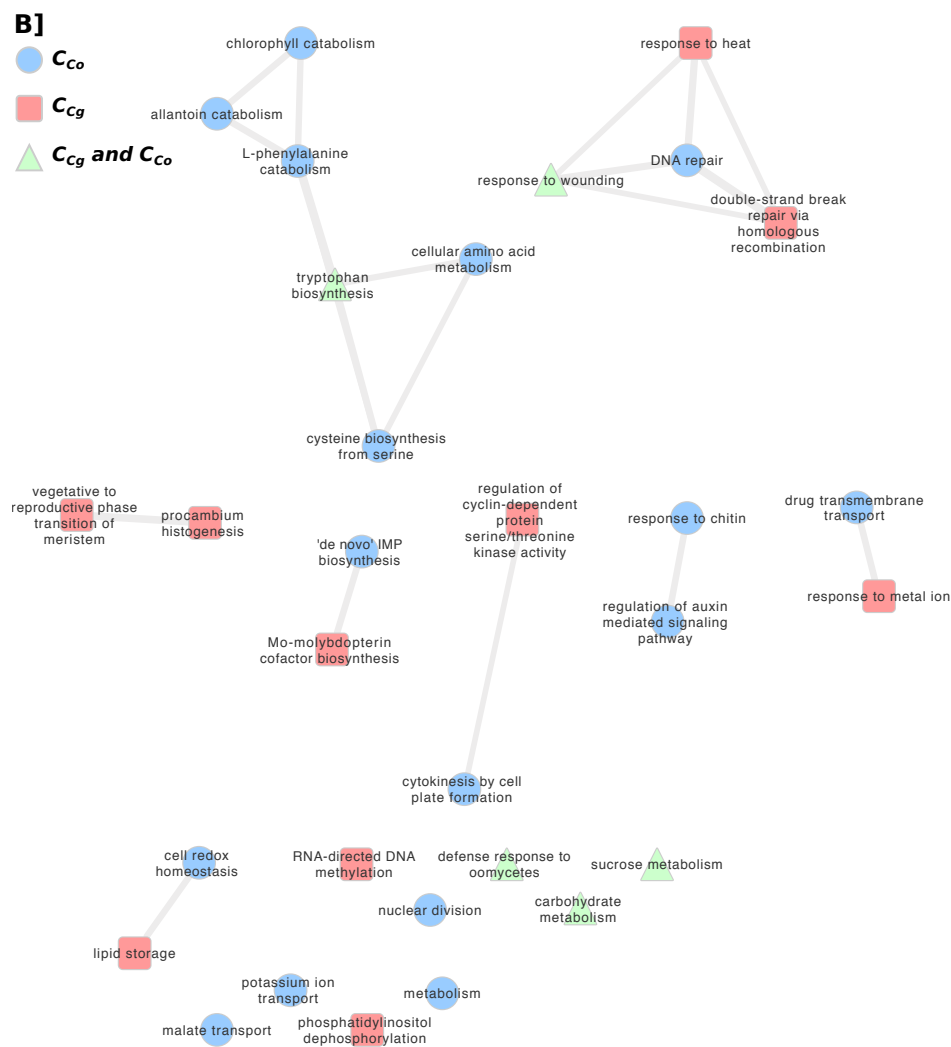 B]
C_Co
C_Cg
C_Cg and C_Co
chlorophyll catabolism
allantoin catabolism
L-phenylalanine
catabolism
response to heat
DNA repair
response to wounding
double-strand break
repair via
homologous
recombination
cellular amino acid
metabolism
tryptophan
biosynthesis
cysteine biosynthesis
from serine
vegetative to
reproductive phase
transition of
meristem
procambium
histogenesis
'de novo' IMP
biosynthesis
Mo-molybdopterin
cofactor biosynthesis
regulation of
cyclin-dependent
protein
serine/threonine
kinase activity
response to chitin
regulation of auxin
mediated signaling
pathway
drug transmembrane
transport
response to metal ion
cytokinesis by cell
plate formation
cell redox
homeostasis
lipid storage
RNA-directed DNA
methylation
defense response to
oomycetes
sucrose metabolism
nuclear division
carbohydrate
metabolism
potassium ion
transport
metabolism
malate transport
phosphatidylinositol
dephosphorylation